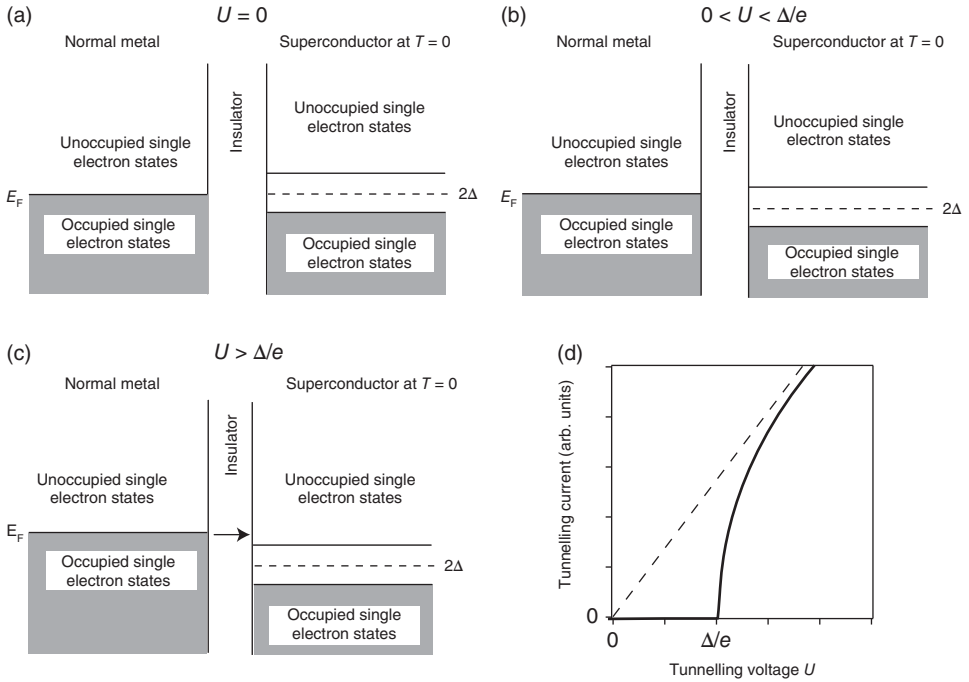 (a)
U = 0
Normal metal
Superconductor at T = 0
Insulator
Unoccupied single
electron states
Unoccupied single
electron states
E_F
2Δ
Occupied single
electron states
Occupied single
electron states
(b)
0 < U < Δ/e
Normal metal
Superconductor at T = 0
Insulator
Unoccupied single
electron states
Unoccupied single
electron states
E_F
2Δ
Occupied single
electron states
Occupied single
electron states
(c)
U > Δ/e
Normal metal
Superconductor at T = 0
Insulator
Unoccupied single
electron states
Unoccupied single
electron states
E_F
2Δ
Occupied single
electron states
Occupied single
electron states
(d)
Tunnelling current (arb. units)
0
0
Δ/e
Tunnelling voltage U